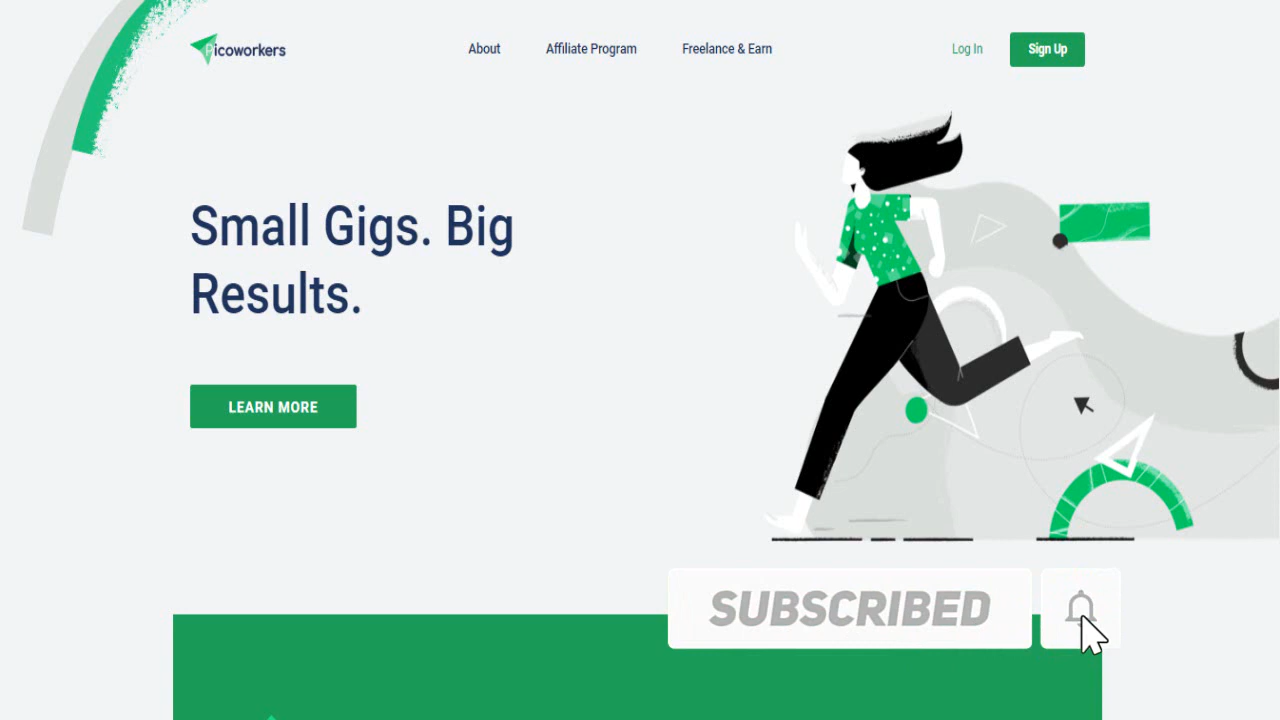 Picoworkers
About
Affiliate Program
Freelance & Earn
Log In
Sign Up
Small Gigs. Big
Results.
LEARN MORE
SUBSCRIBED